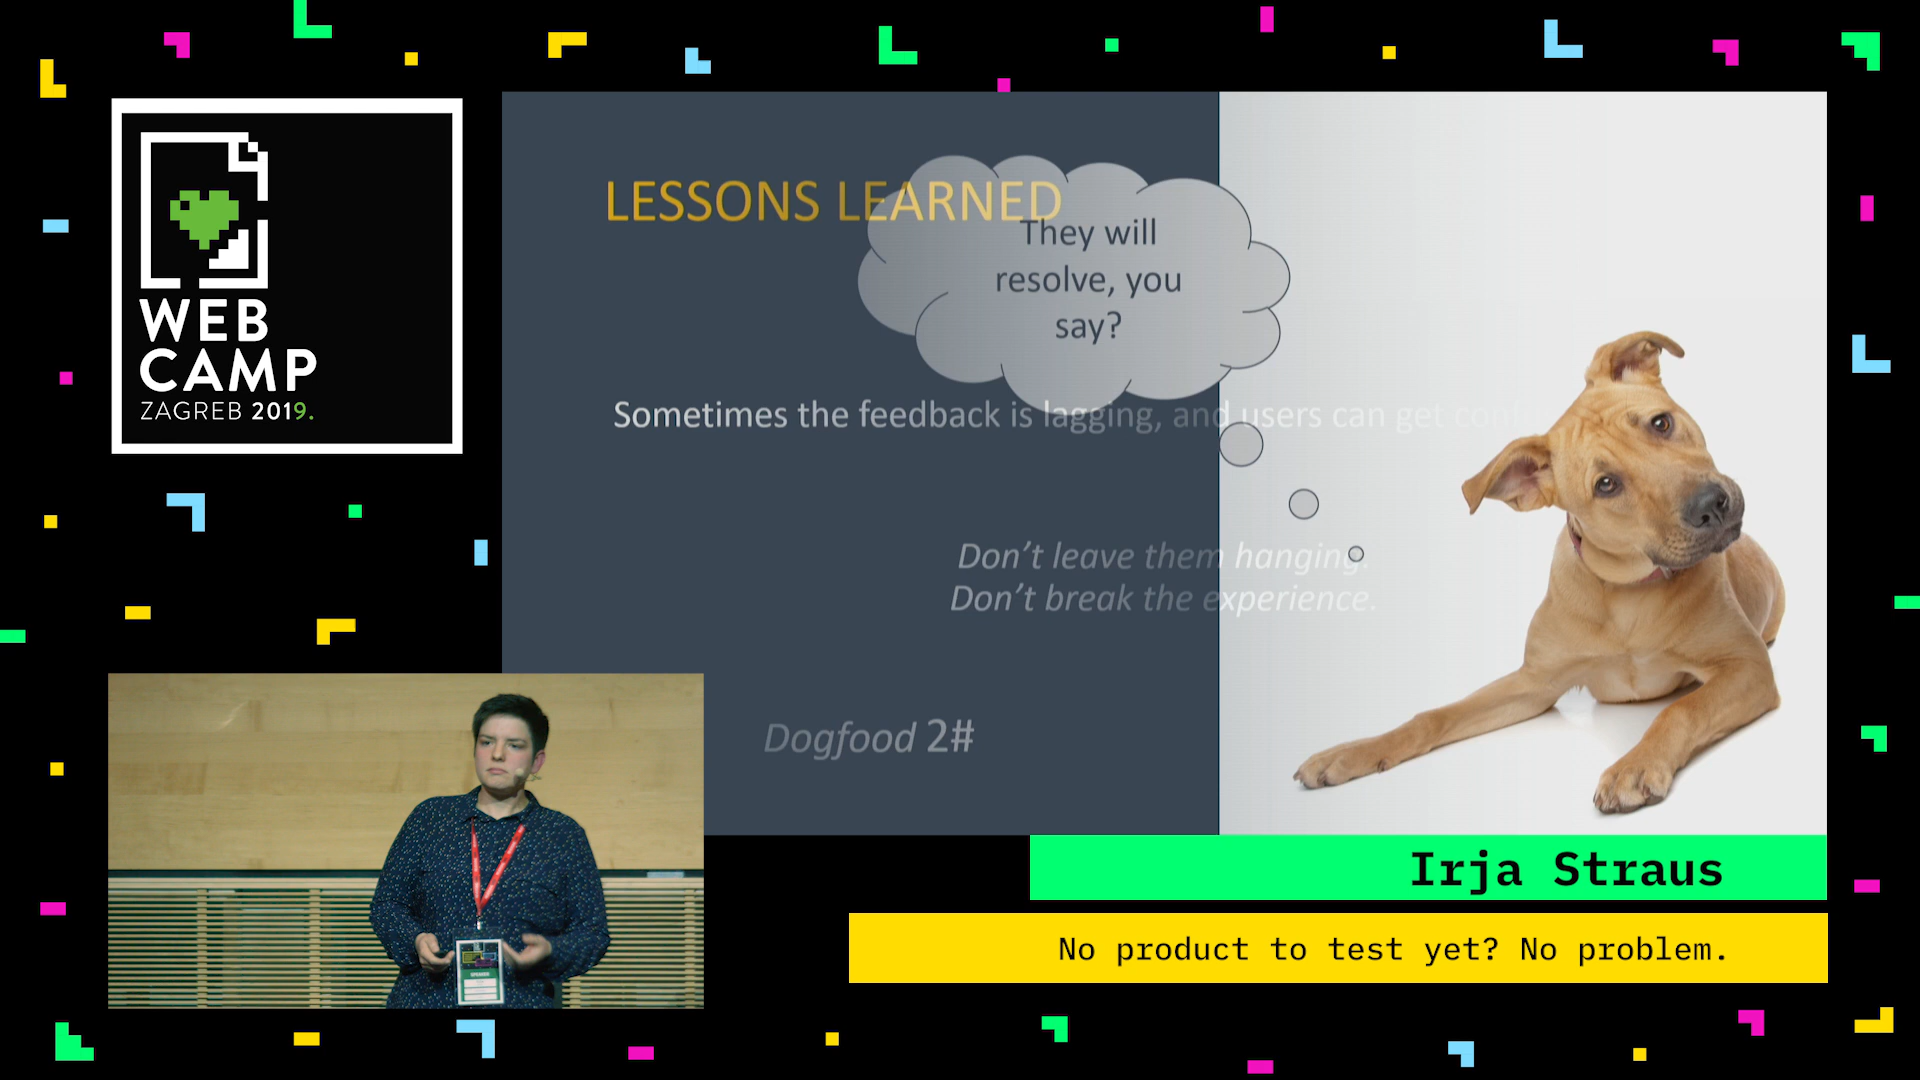 WEB
CAMP
ZAGREB 2019.
LESSONS LEARNED
They will
resolve, you
say?
Sometimes the feedback is lagging, and users can get
Don't leave them hanging.
Don't break the experience.
Dogfood 2#
Irja Straus
No product to test yet? No problem.